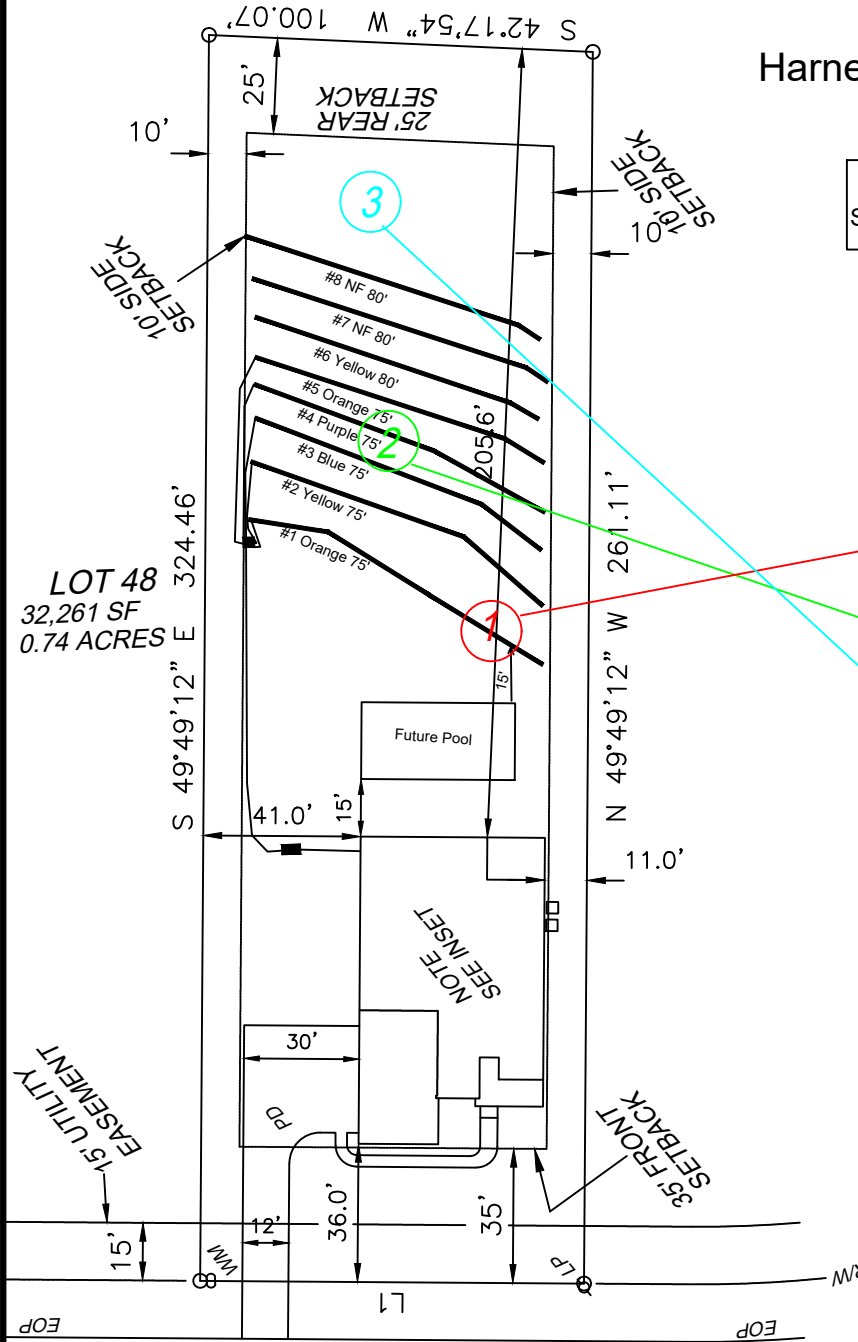 S 42°17'54" W 100.07'
Harne
25'
25' REAR
SETBACK
10'
10' SIDE
SETBACK
10'
3
S
10' SIDE
SETBACK
#8 NF 80'
#7 NF 80'
#6 Yellow 80'
#5 Orange 75'
#4 Purple 75'
2
#3 Blue 75'
#2 Yellow 75'
#1 Orange 75'
205.6'
S 49°49'12" E 324.46'
N 49°49'12" W 261.11'
LOT 48
32,261 SF
0.74 ACRES
1
15'
Future Pool
15'
41.0'
11.0'
NOTE
SEE INSET
30'
PD
15' UTILITY
EASEMENT
35' FRONT
SETBACK
36.0'
35'
12'
15'
WM
LP
L1
R/W
EOP
EOP